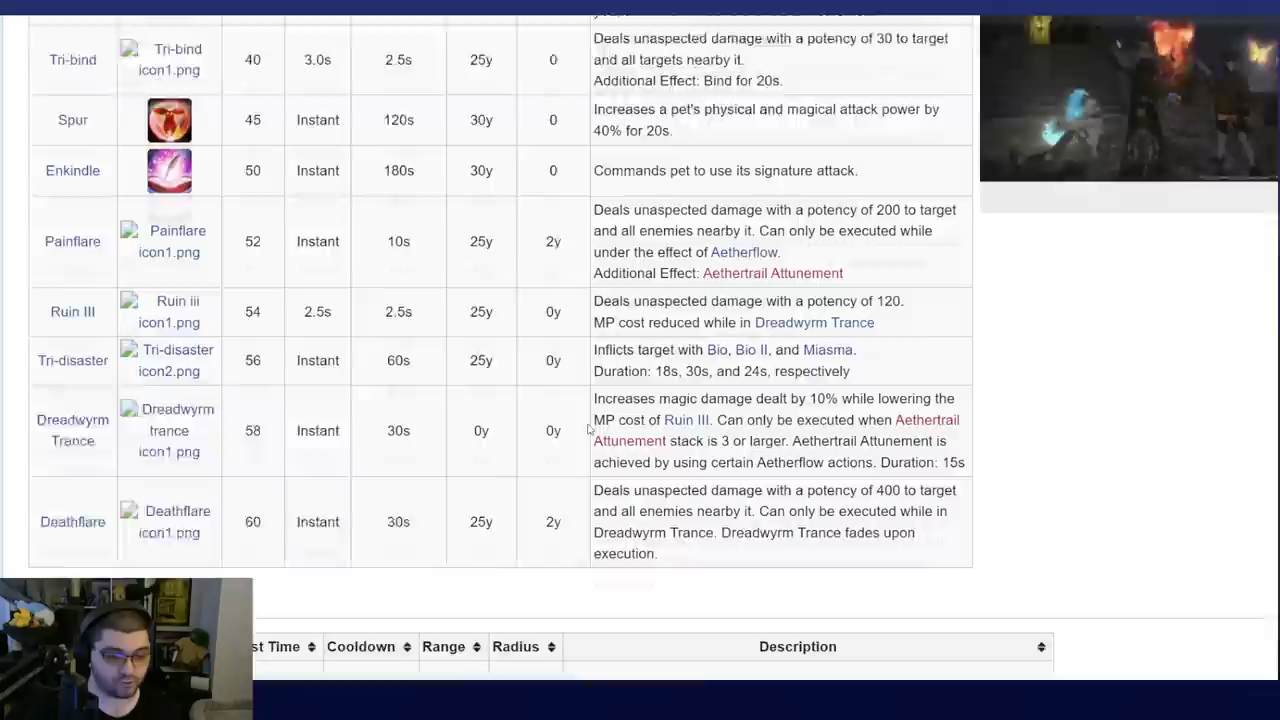 Tri-bind
Tri-bind
icon1.png
40
3.0s
2.5s
25y
0
Deals unaspected damage with a potency of 30 to target
and all targets nearby it.
Additional Effect: Bind for 20s.
Spur
45
Instant
120s
30y
0
Increases a pet's physical and magical attack power by
40% for 20s.
Enkindle
50
Instant
180s
30y
0
Commands pet to use its signature attack.
Painflare
Painflare
icon1.png
52
Instant
10s
25y
2y
Deals unaspected damage with a potency of 200 to target
and all enemies nearby it. Can only be executed while
under the effect of Aetherflow.
Additional Effect: Aethertrail Attunement
Ruin III
Ruin iii
icon1.png
54
2.5s
2.5s
25y
0y
Deals unaspected damage with a potency of 120.
MP cost reduced while in Dreadwyrm Trance
Tri-disaster
Tri-disaster
icon2.png
56
Instant
60s
25y
0y
Inflicts target with Bio, Bio II, and Miasma.
Duration: 18s, 30s, and 24s, respectively
Dreadwyrm
Trance
Dreadwyrm
trance
icon1.png
58
Instant
30s
0y
0y
Increases magic damage dealt by 10% while lowering the
MP cost of Ruin III. Can only be executed when Aethertrail
Attunement stack is 3 or larger. Aethertrail Attunement is
achieved by using certain Aetherflow actions. Duration: 15s
Deathflare
Deathflare
icon1.png
60
Instant
30s
25y
2y
Deals unaspected damage with a potency of 400 to target
and all enemies nearby it. Can only be executed while in
Dreadwyrm Trance. Dreadwyrm Trance fades upon
execution.
st Time
Cooldown
Range
Radius
Description